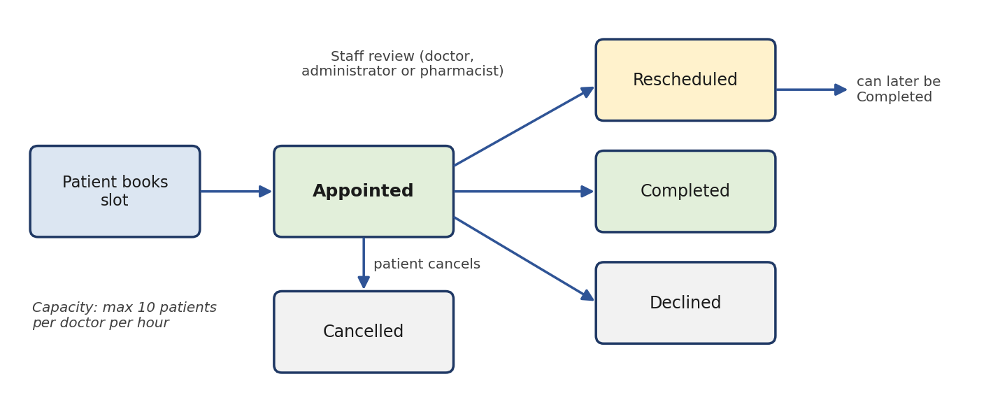 Staff review (doctor,
administrator or pharmacist)
Rescheduled
can later be
Completed
Patient books
slot
Appointed
Completed
patient cancels
Declined
Capacity: max 10 patients
per doctor per hour
Cancelled